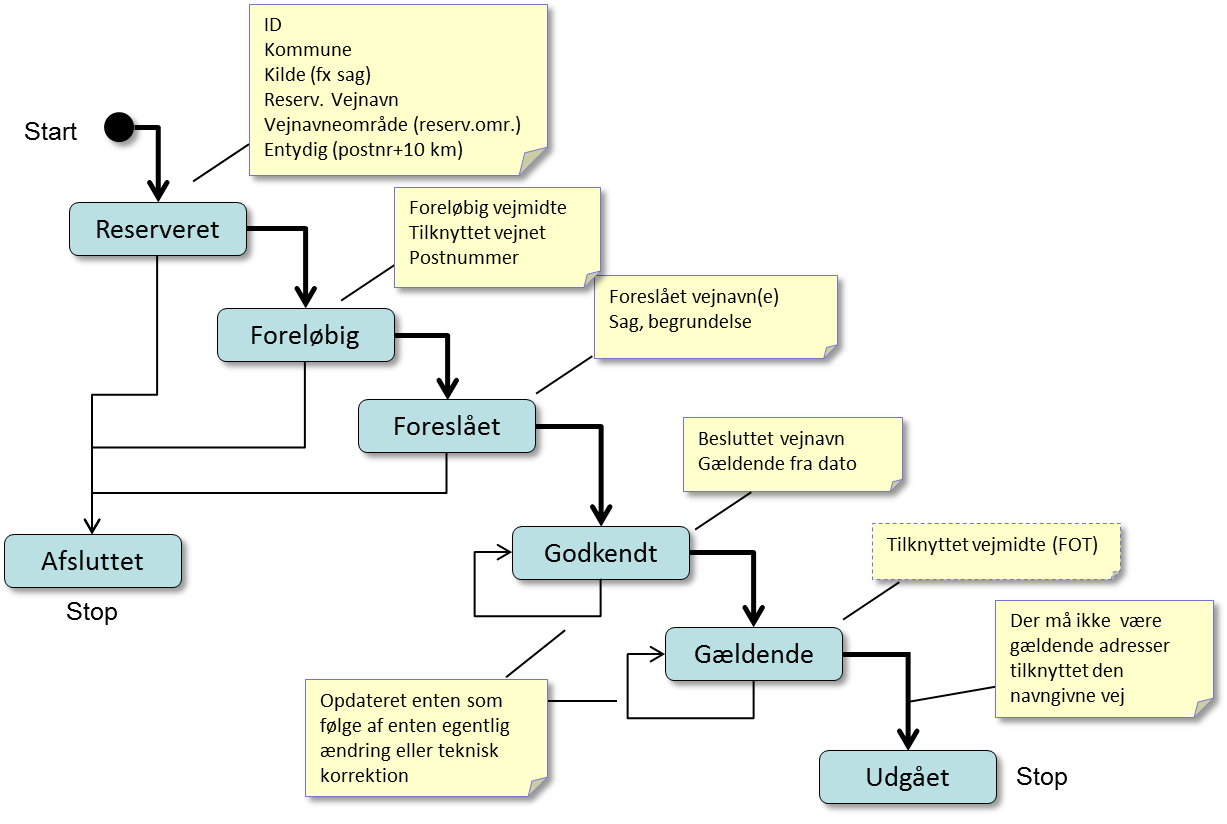 ID
Kommune
Kilde (fx sag)
Reserv. Vejnavn
Vejnavneområde (reserv.omr.)
Entydig (postnr+10 km)
Start
Reserveret
Foreløbig vejmidte
Tilknyttet vejnet
Postnummer
Foreslået vejnavn(e)
Sag, begrundelse
Foreløbig
Foreslået
Besluttet vejnavn
Gældende fra dato
Afsluttet
Stop
Godkendt
Tilknyttet vejmidte (FOT)
Der må ikke være
gældende adresser
tilknyttet den
navngivne vej
Gældende
Opdateret enten som
følge af enten egentlig
ændring eller teknisk
korrektion
Udgået
Stop